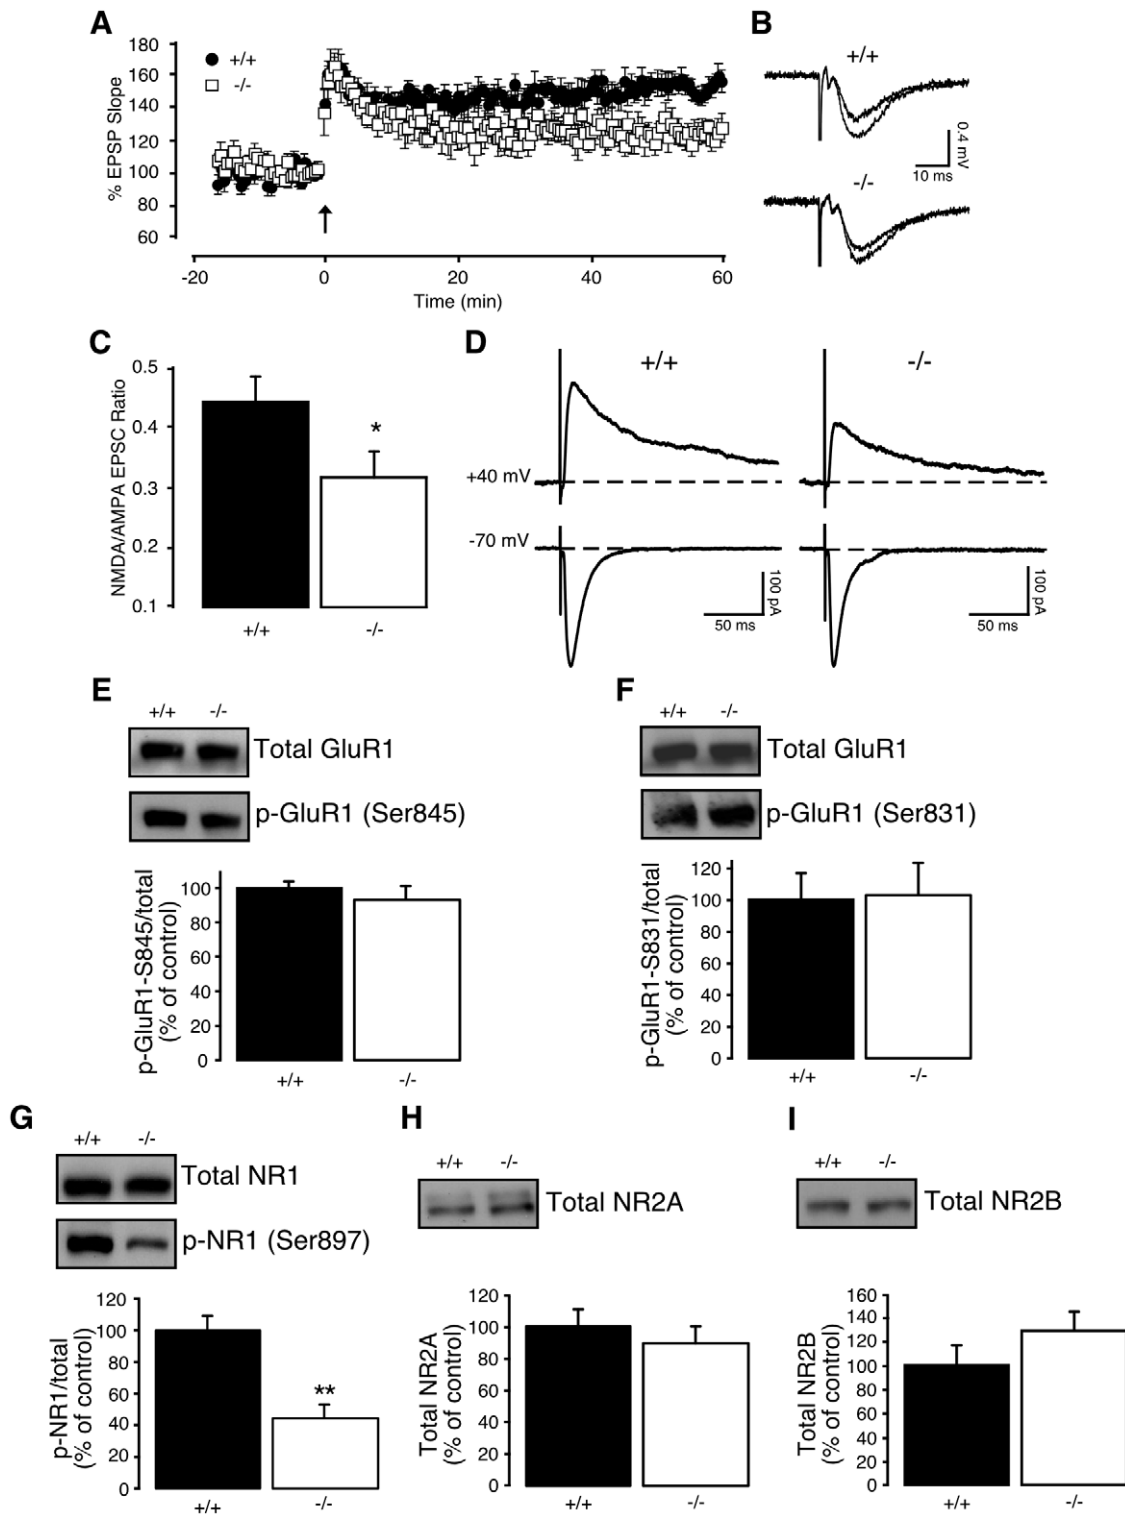 A
% EPSP Slope
180
160
140
120
100
80
60
+/+
-/-
-20
0
20
40
60
Time (min)
B
+/+
0.4 mV
10 ms
-/-
C
NMDA/AMPA EPSC Ratio
0.5
0.4
0.3
0.2
0.1
*
+/+
-/-
D
+/+
-/-
+40 mV
-70 mV
100 pA
50 ms
100 pA
50 ms
E
+/+
-/-
Total GluR1
p-GluR1 (Ser845)
p-GluR1-S845/total
(% of control)
100
80
60
40
20
0
+/+
-/-
F
+/+
-/-
Total GluR1
p-GluR1 (Ser831)
p-GluR1-S831/total
(% of control)
120
100
80
60
40
20
0
+/+
-/-
G
+/+
-/-
Total NR1
p-NR1 (Ser897)
p-NR1/total
(% of control)
120
100
80
60
40
20
0
**
+/+
-/-
H
+/+
-/-
Total NR2A
Total NR2A
(% of control)
120
100
80
60
40
20
0
+/+
-/-
I
+/+
-/-
Total NR2B
Total NR2B
(% of control)
160
140
120
100
80
60
40
20
0
+/+
-/-